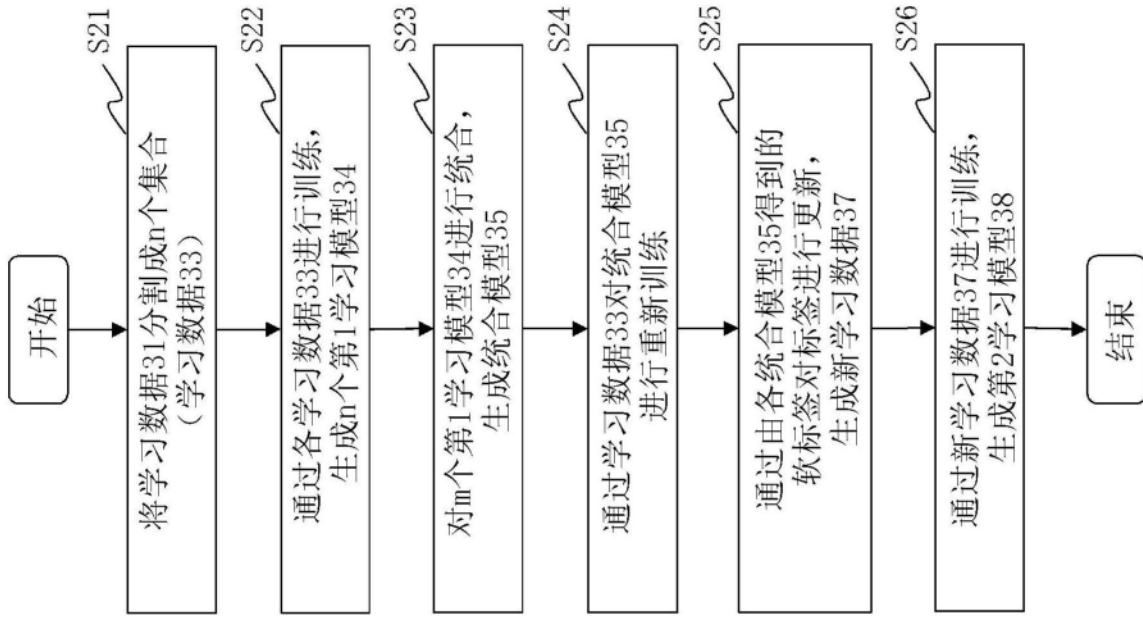 开始
S21
将学习数据31分割成n个集合
(学习数据33)
S22
通过各学习数据33进行训练,
生成n个第1学习模型34
S23
对m个第1学习模型34进行统合,
生成统合模型35
S24
通过学习数据33对统合模型35
进行重新训练
S25
通过由各统合模型35得到的
软标签对标签进行更新,
生成新学习数据37
S26
通过新学习数据37进行训练,
生成第2学习模型38
结束